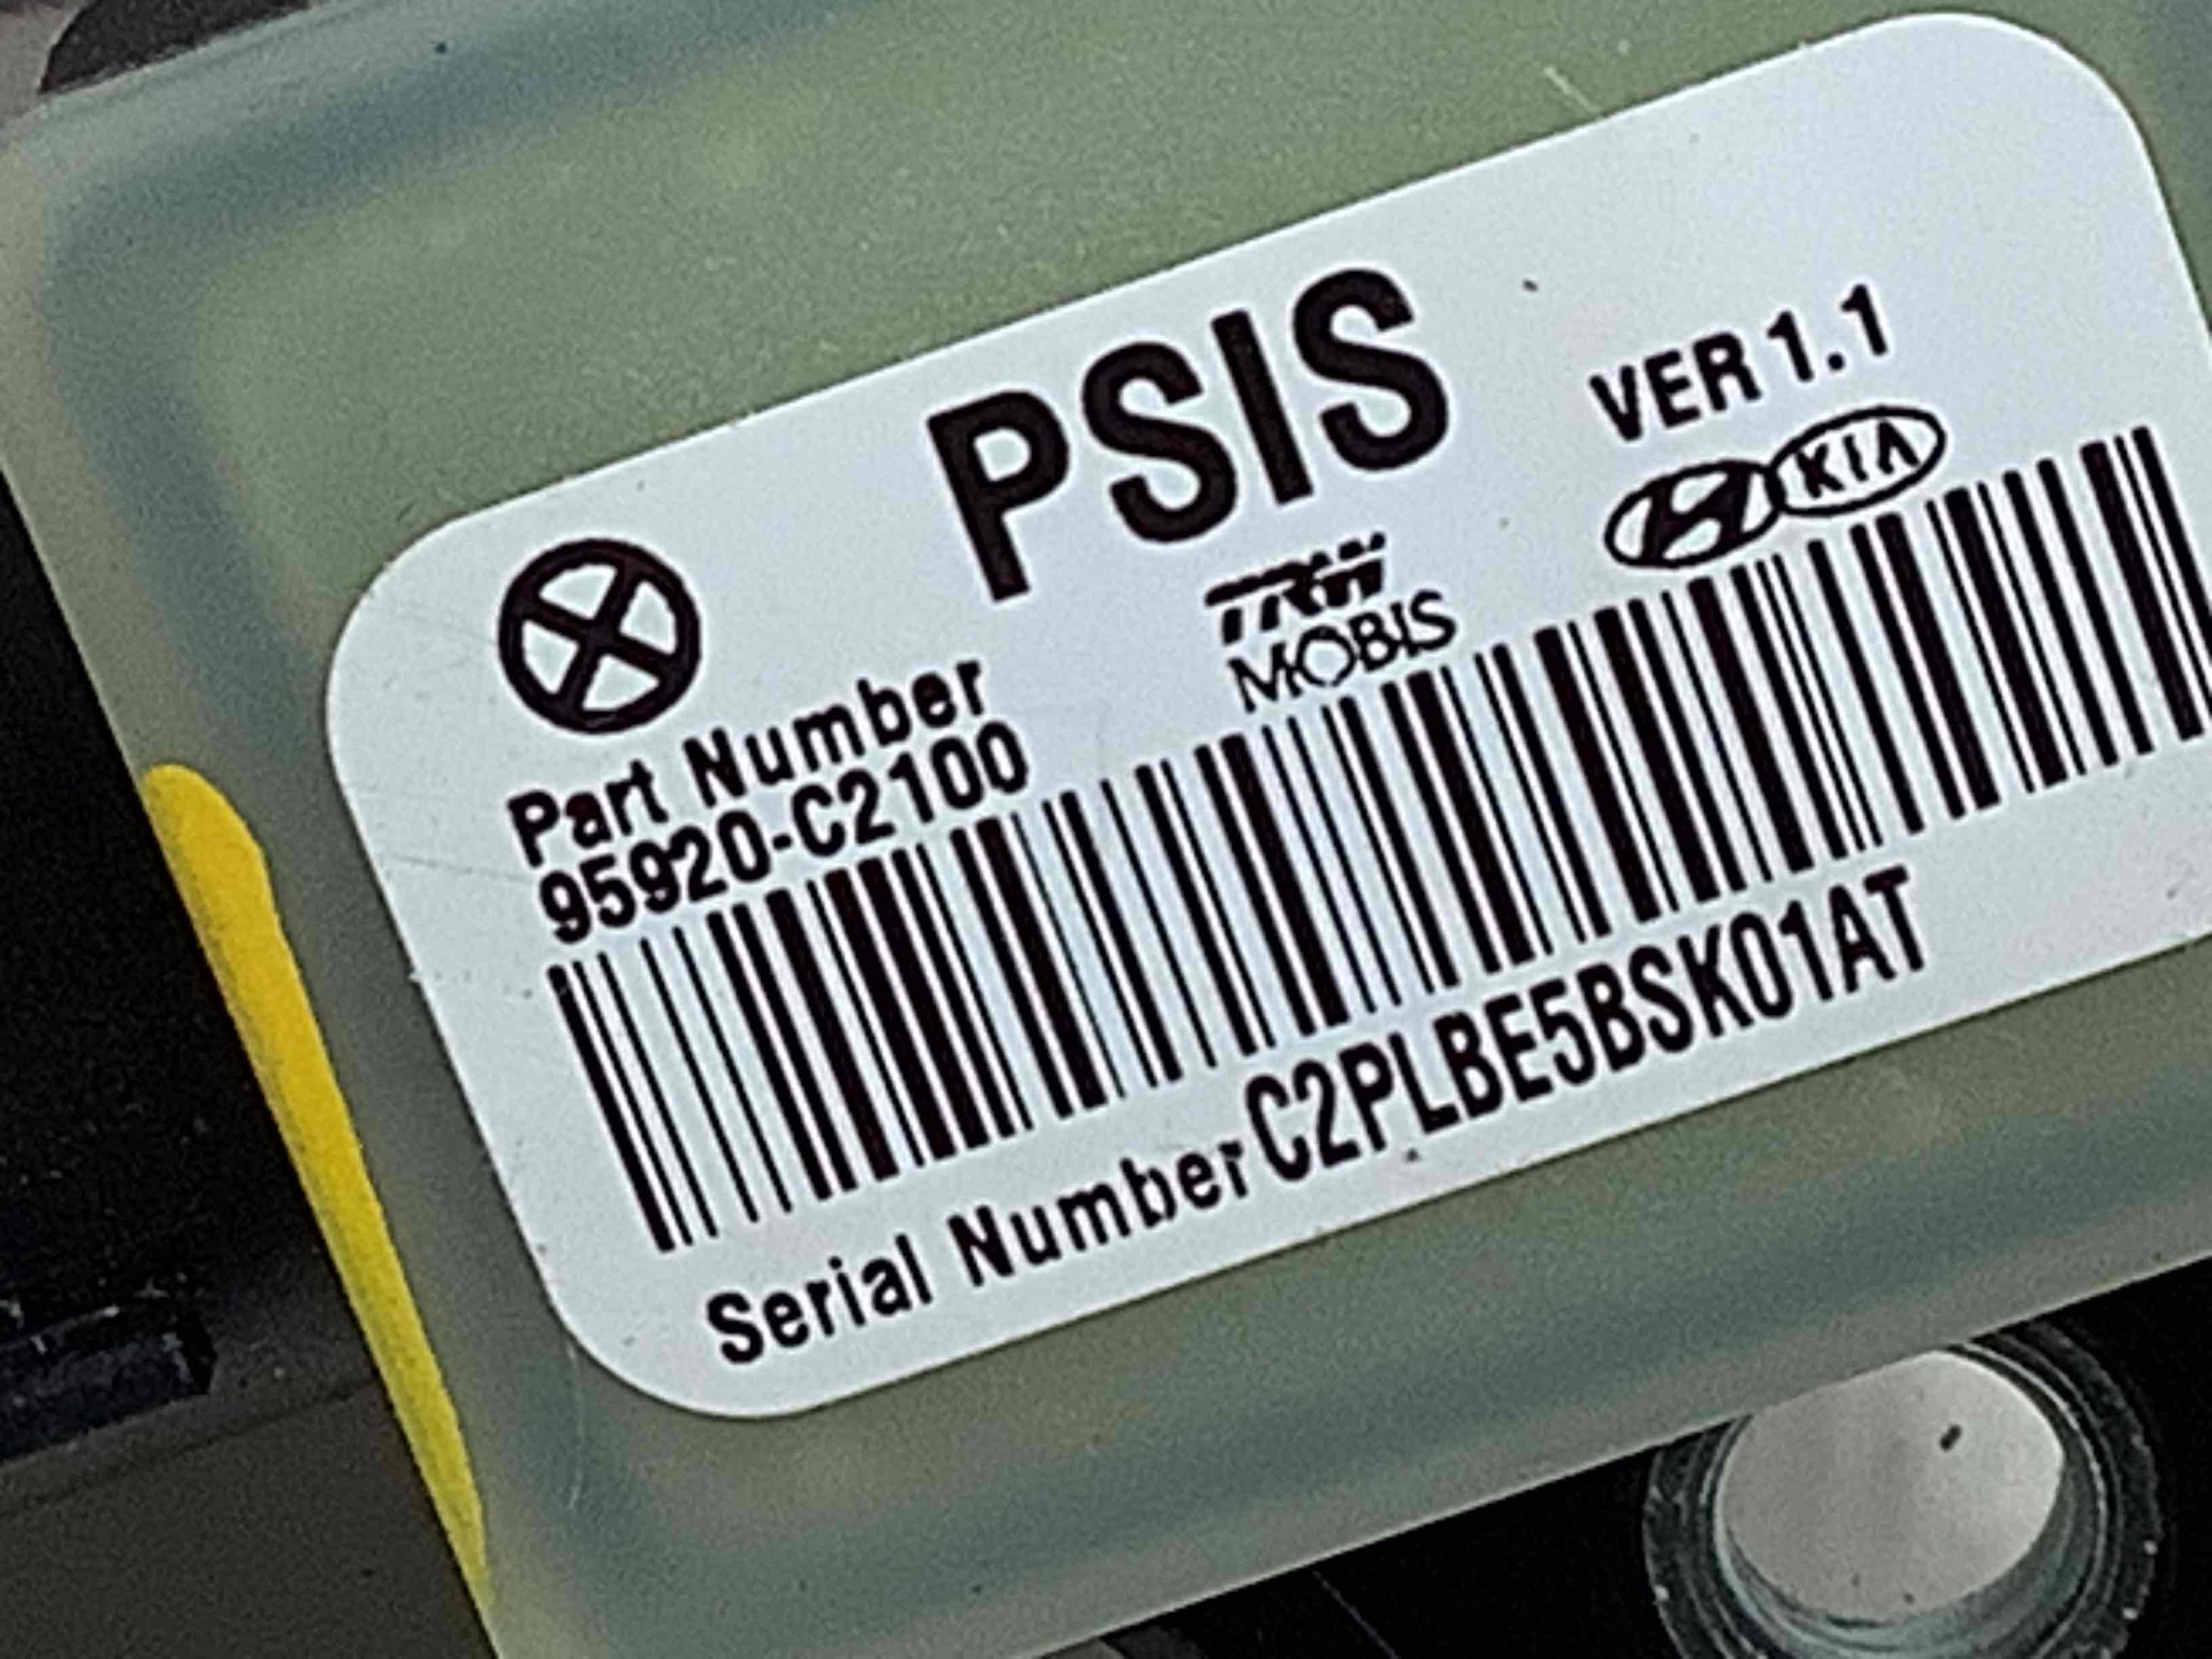 PSIS
VER 1.1
KIA
TRW
MOBIS
Part Number
95920-C2100
Serial Number C2PLBE5BSK01AT